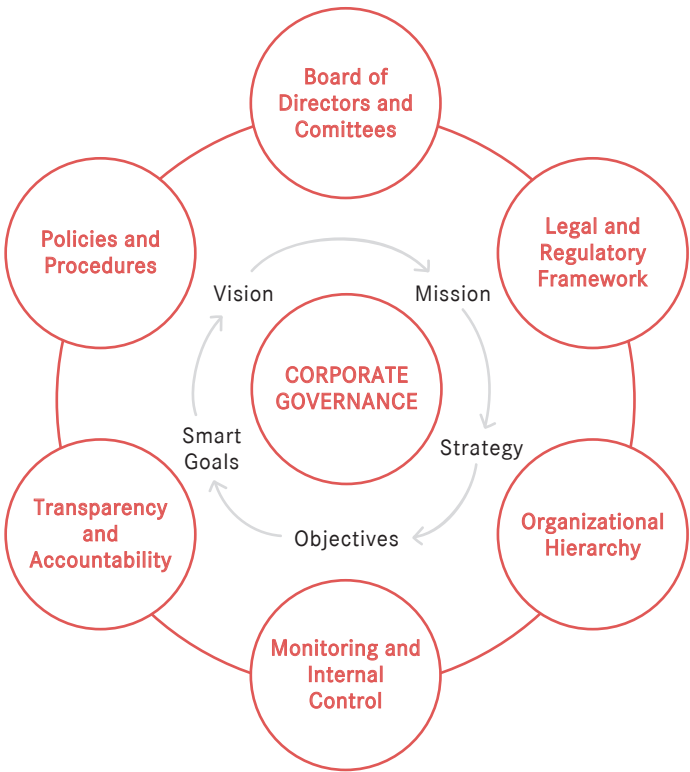 Board of
Directors and
Comittees
Policies and
Procedures
Legal and
Regulatory
Framework
Vision
Mission
CORPORATE
GOVERNANCE
Smart
Goals
Strategy
Transparency
and
Accountability
Organizational
Hierarchy
Objectives
Monitoring and
Internal
Control